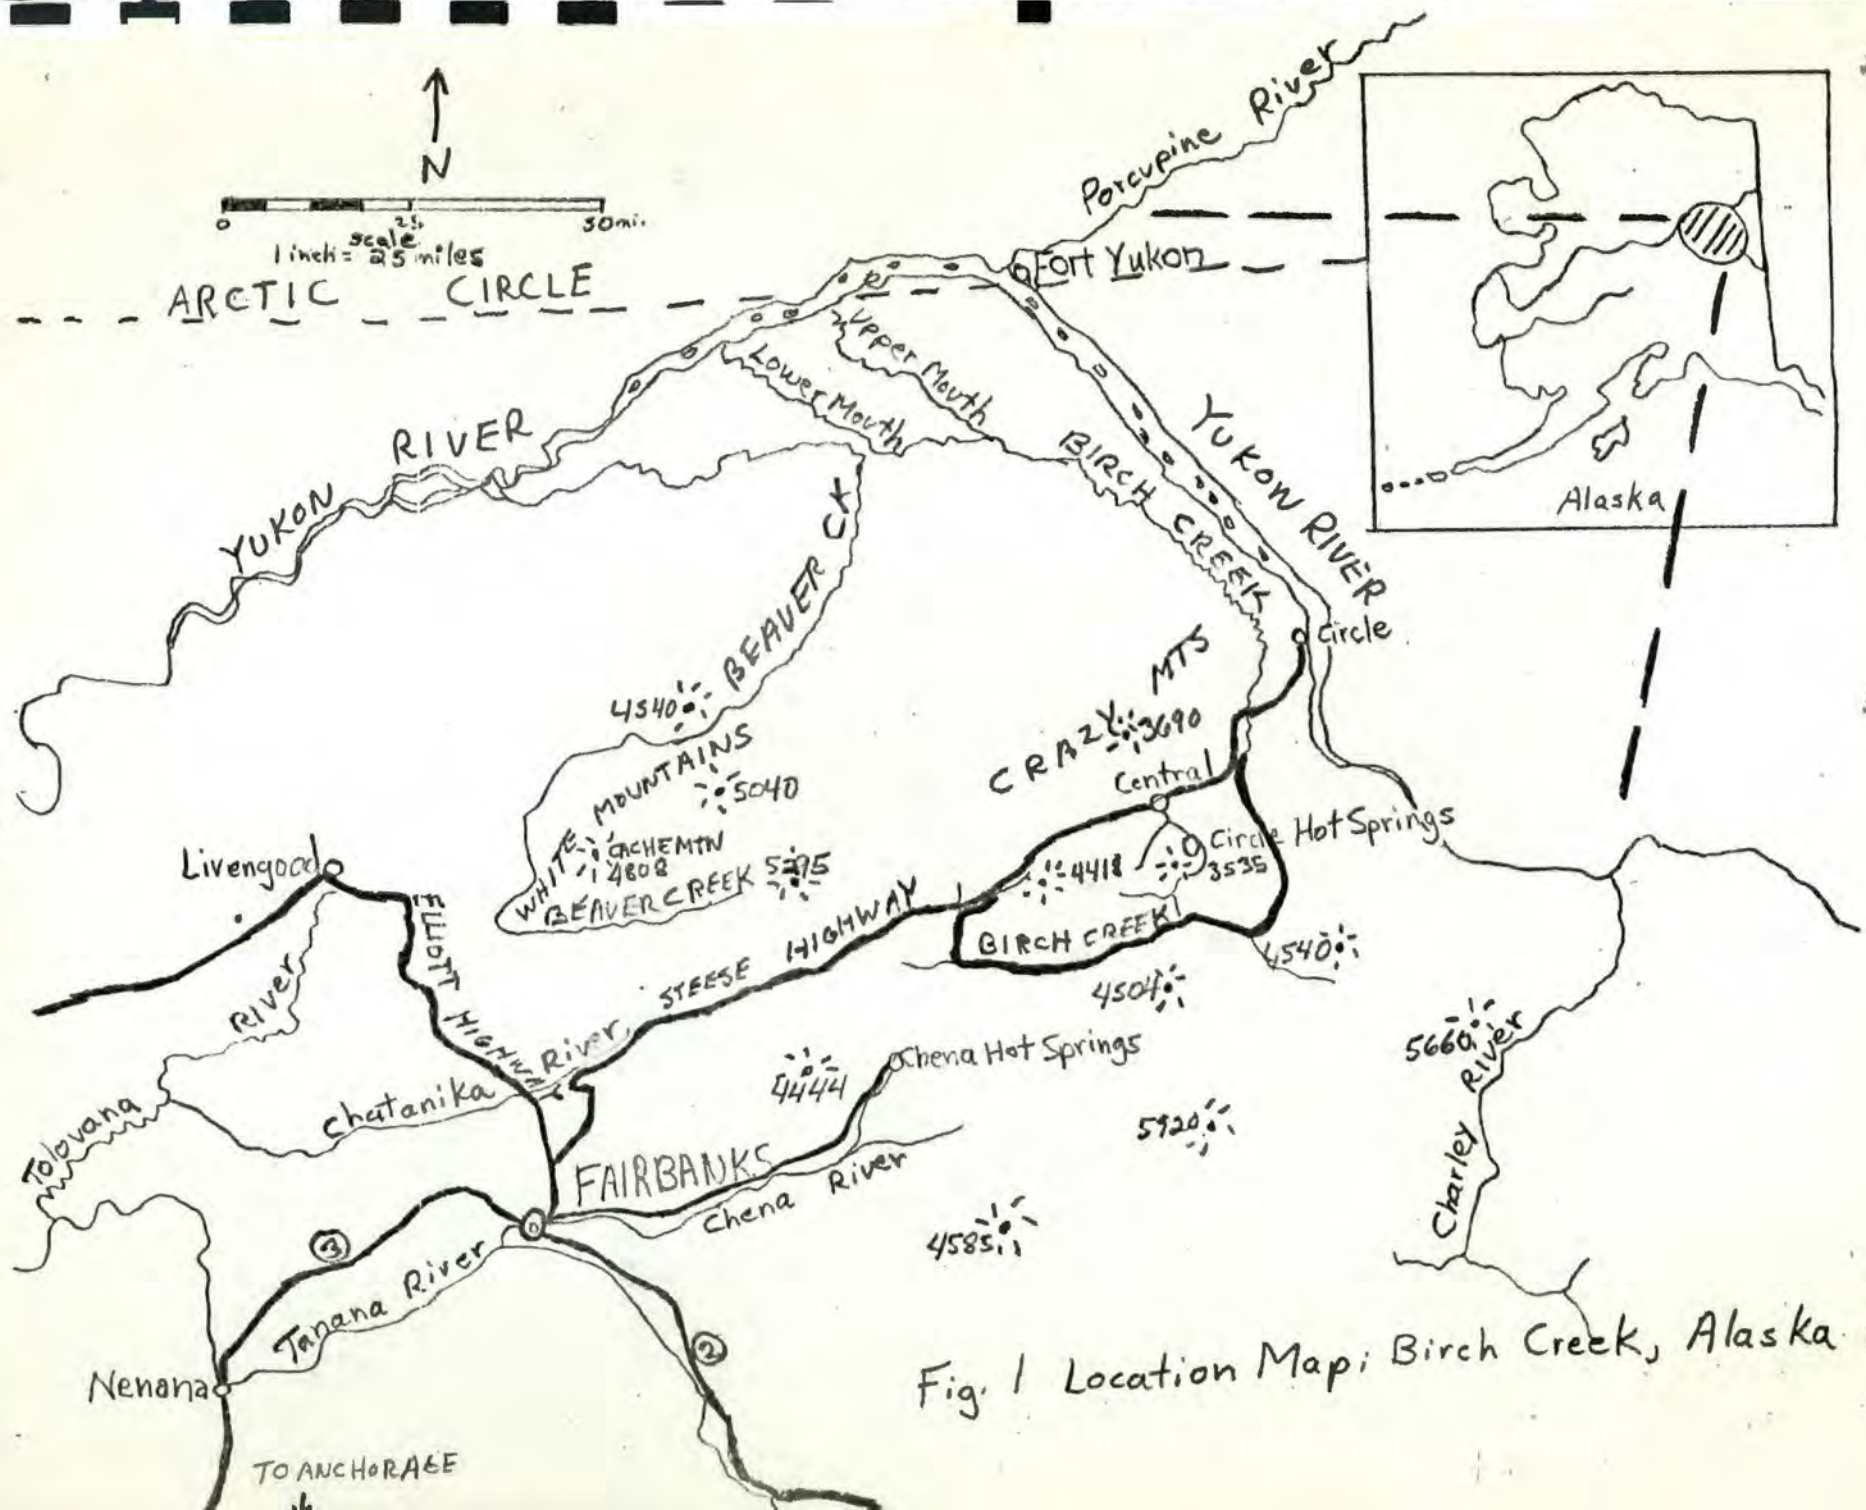 N
0 25 50mi.
scale
1 inch = 25 miles
ARCTIC CIRCLE
Porcupine River
Fort Yukon
Upper Mouth
Lower Mouth
YUKON RIVER
YUKON RIVER
BIRCH CREEK
Alaska
BEAVER CK
Circle
CRAZY MTS
3690
4540
WHITE MOUNTAINS
5040
Central
Circle Hot Springs
3535
4418
CACHE MTN
4808
BEAVER CREEK
Livengood
ELLIOTT HIGHWAY
STEESE HIGHWAY
BIRCH CREEK
4540
4504
Tolovana River
Chatanika River
Chena Hot Springs
4444
5660
Charley River
5920
FAIRBANKS
Chena River
4585
3
Tanana River
2
Nenana
TO ANCHORAGE
Fig. 1 Location Map; Birch Creek, Alaska